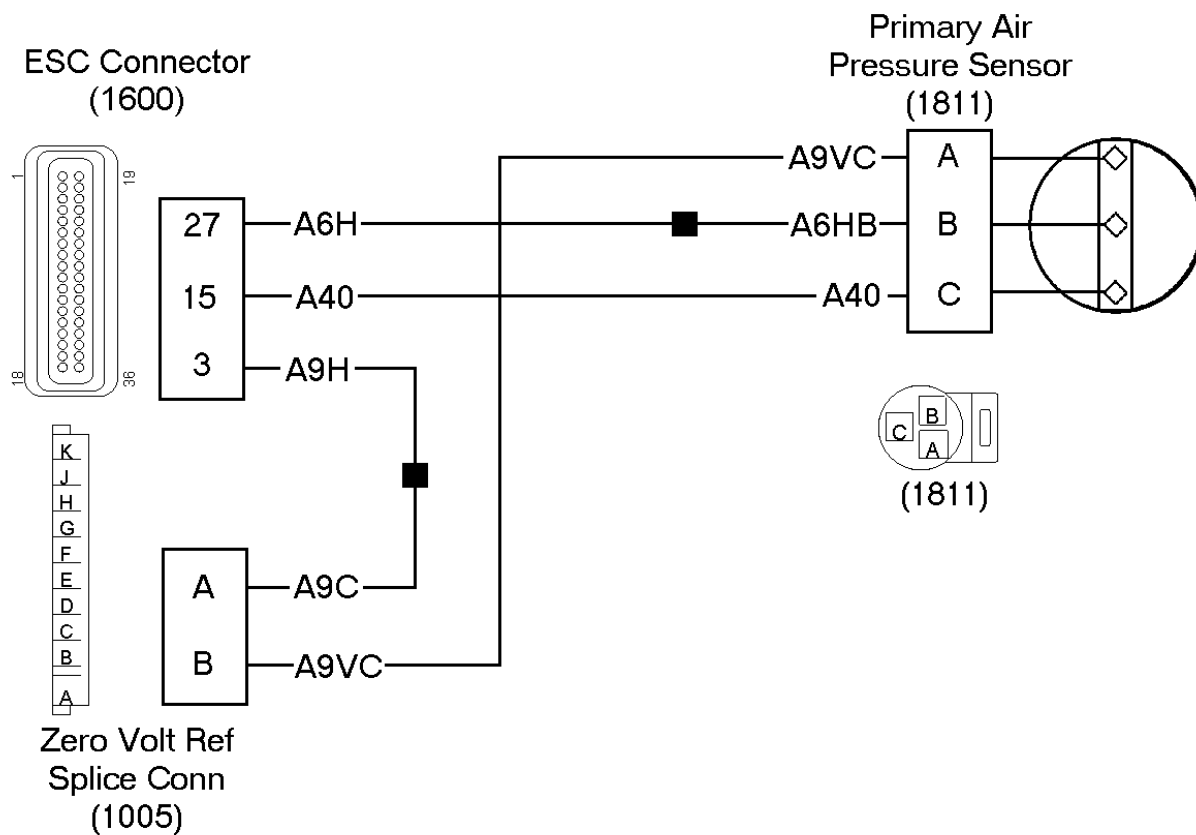 ESC Connector
(1600)
Primary Air
Pressure Sensor
(1811)
1
19
18
36
27
A6H
A6HB
B
15
A40
A40
C
3
A9H
A9VC
A
K
J
H
G
F
E
D
C
B
A
A
A9C
B
A9VC
C
B
A
(1811)
Zero Volt Ref
Splice Conn
(1005)